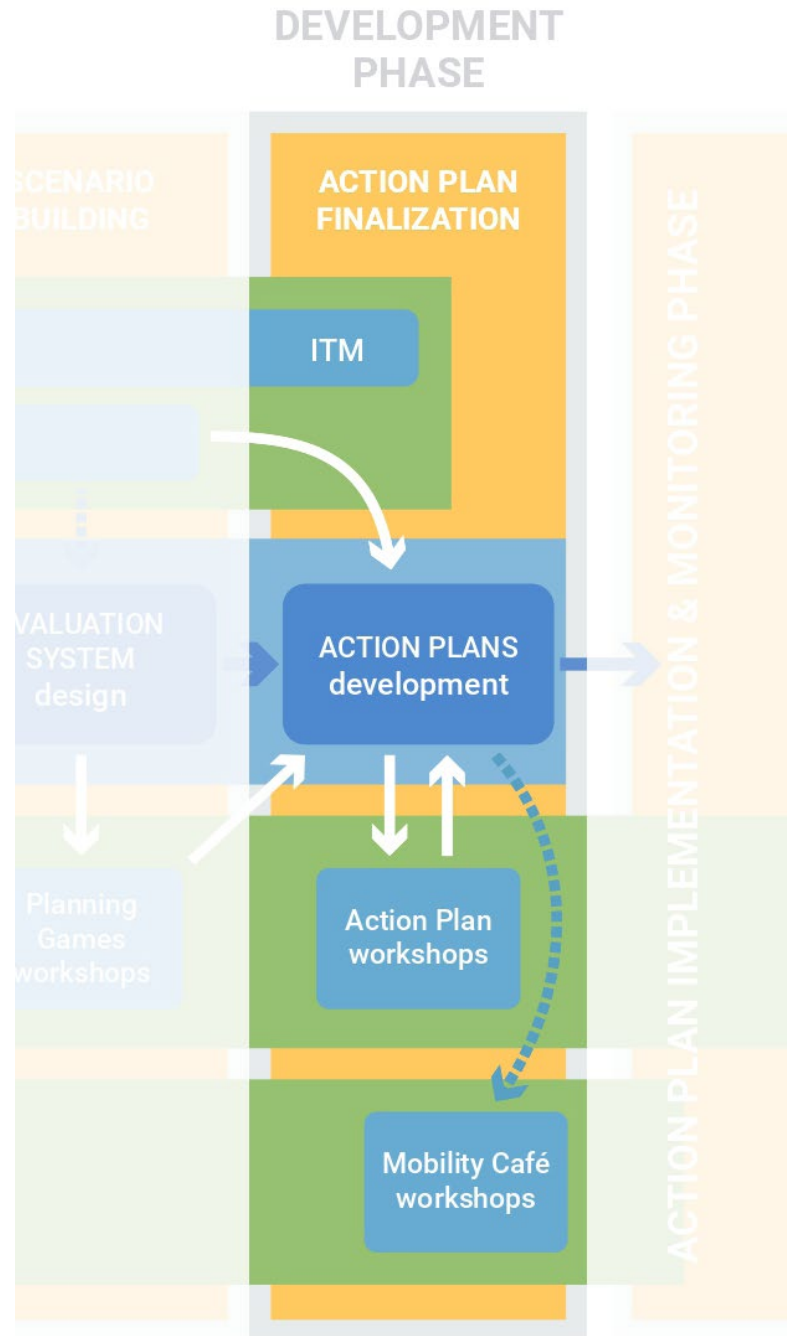 DEVELOPMENT
PHASE
SCENARIO
BUILDING
ACTION PLAN
FINALIZATION
ITM
VALUATION
SYSTEM
design
ACTION PLANS
development
Planning
Games
workshops
Action Plan
workshops
Mobility Café
workshops
ACTION PLAN IMPLEMENTATION & MONITORING PHASE